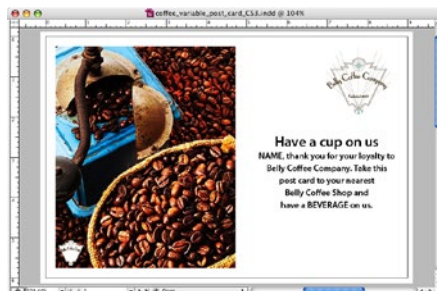 coffee_variable_post_card_CS3.indd @ 104%
Belly Coffee Company
Have a cup on us
NAME, thank you for your loyalty to
Belly Coffee Company. Take this
post card to your nearest
Belly Coffee Shop and
have a BEVERAGE on us.